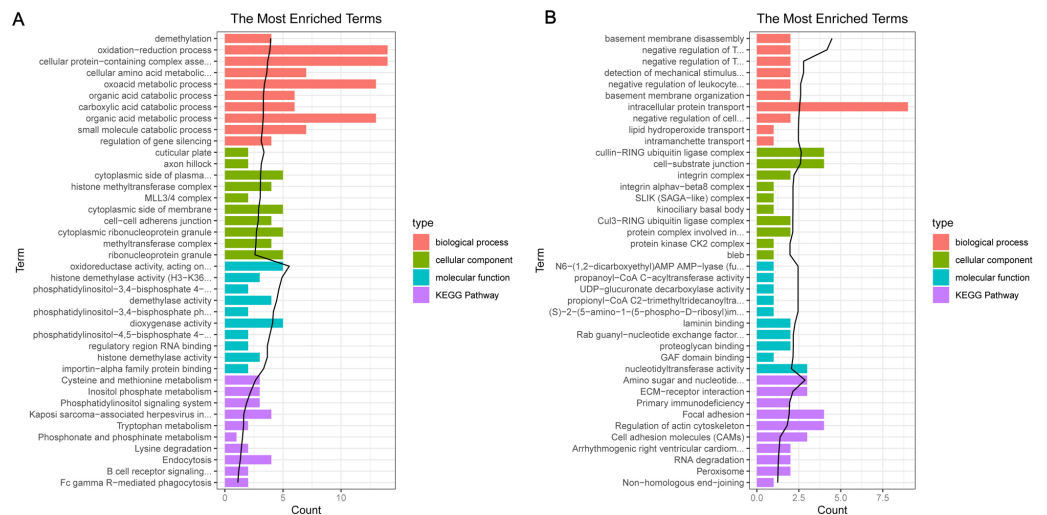 A
The Most Enriched Terms
demethylation
oxidation-reduction process
cellular protein-containing complex asse...
cellular amino acid metabolic...
oxoacid metabolic process
organic acid catabolic process
carboxylic acid catabolic process
organic acid metabolic process
small molecule catabolic process
regulation of gene silencing
cuticular plate
axon hillock
cytoplasmic side of plasma...
histone methyltransferase complex
MLL3/4 complex
cytoplasmic side of membrane
cell-cell adherens junction
cytoplasmic ribonucleoprotein granule
methyltransferase complex
ribonucleoprotein granule
oxidoreductase activity, acting on...
histone demethylase activity (H3-K36...
phosphatidylinositol-3,4-bisphosphate 4-...
demethylase activity
phosphatidylinositol-3,4-bisphosphate ph...
dioxygenase activity
phosphatidylinositol-4,5-bisphosphate 4-...
regulatory region RNA binding
histone demethylase activity
importin-alpha family protein binding
Cysteine and methionine metabolism
Inositol phosphate metabolism
Phosphatidylinositol signaling system
Kaposi sarcoma-associated herpesvirus in...
Tryptophan metabolism
Phosphonate and phosphinate metabolism
Lysine degradation
Endocytosis
B cell receptor signaling...
Fc gamma R-mediated phagocytosis
Term
0 5 10
Count
type
biological process
cellular component
molecular function
KEGG Pathway
B
The Most Enriched Terms
basement membrane disassembly
negative regulation of T...
negative regulation of T...
detection of mechanical stimulus...
negative regulation of leukocyte...
basement membrane organization
intracellular protein transport
negative regulation of cell...
lipid hydroperoxide transport
intramanchette transport
cullin-RING ubiquitin ligase complex
cell-substrate junction
integrin complex
integrin alphav-beta8 complex
SLIK (SAGA-like) complex
kinociliary basal body
Cul3-RING ubiquitin ligase complex
protein complex involved in...
protein kinase CK2 complex
bleb
N6-(1,2-dicarboxyethyl)AMP AMP-lyase (fu...
propanoyl-CoA C-acyltransferase activity
UDP-glucuronate decarboxylase activity
propionyl-CoA C2-trimethyltridecanoyltra...
(S)-2-(5-amino-1-(5-phospho-D-ribosyl)im...
laminin binding
Rab guanyl-nucleotide exchange factor...
proteoglycan binding
GAF domain binding
nucleotidyltransferase activity
Amino sugar and nucleotide...
ECM-receptor interaction
Primary immunodeficiency
Focal adhesion
Regulation of actin cytoskeleton
Cell adhesion molecules (CAMs)
Arrhythmogenic right ventricular cardiom...
RNA degradation
Peroxisome
Non-homologous end-joining
Term
0.0 2.5 5.0 7.5
Count
type
biological process
cellular component
molecular function
KEGG Pathway